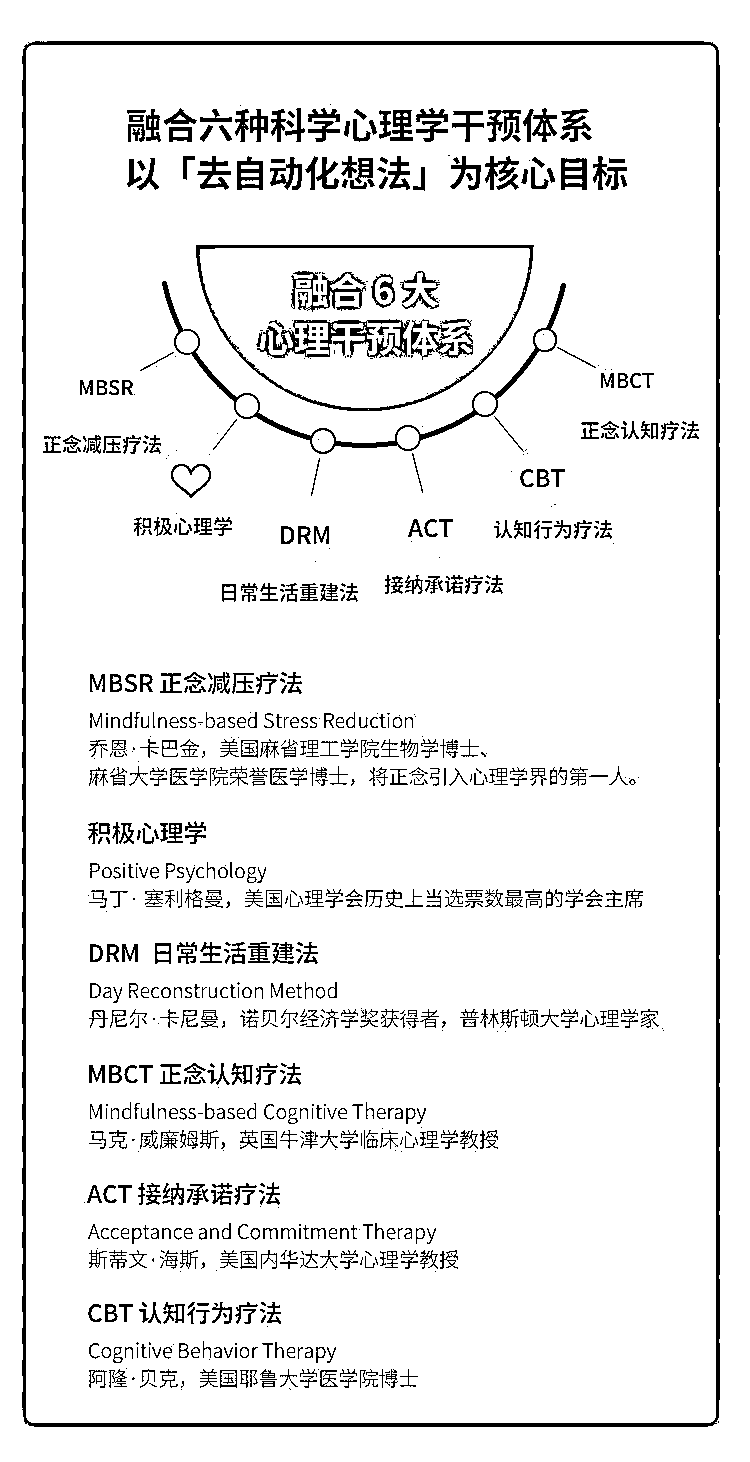 融合六种科学心理学干预体系
以「去自动化想法」为核心目标
融合6大
心理干预体系
MBSR
正念减压疗法
积极心理学
DRM
日常生活重建法
ACT
接纳承诺疗法
CBT
认知行为疗法
MBCT
正念认知疗法
MBSR 正念减压疗法
Mindfulness-based Stress Reduction
乔恩·卡巴金，美国麻省理工学院生物学博士、
麻省大学医学院荣誉医学博士，将正念引入心理学界的第一人。
积极心理学
Positive Psychology
马丁·塞利格曼，美国心理学会历史上当选票数最高的学会主席
DRM 日常生活重建法
Day Reconstruction Method
丹尼尔·卡尼曼，诺贝尔经济学奖获得者，普林斯顿大学心理学家
MBCT 正念认知疗法
Mindfulness-based Cognitive Therapy
马克·威廉姆斯，英国牛津大学临床心理学教授
ACT 接纳承诺疗法
Acceptance and Commitment Therapy
斯蒂文·海斯，美国内华达大学心理学教授
CBT 认知行为疗法
Cognitive Behavior Therapy
阿隆·贝克，美国耶鲁大学医学院博士